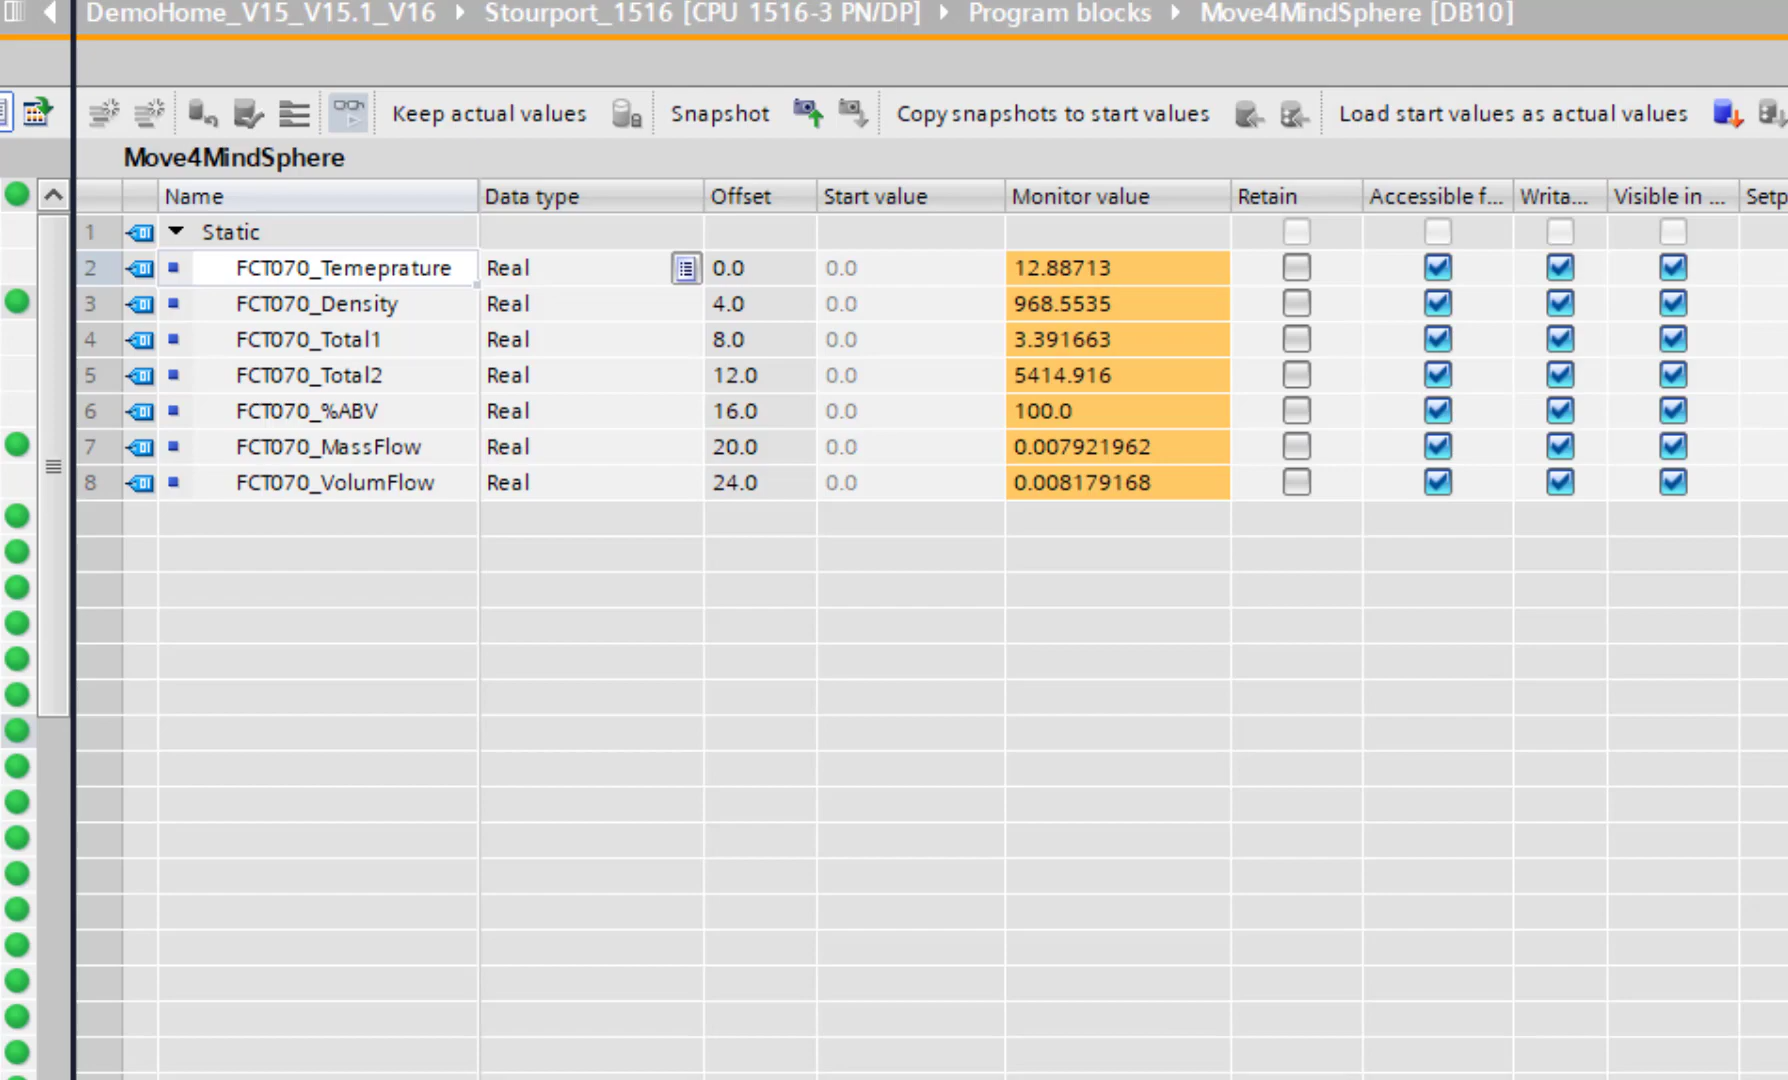 DemoHome_V15_V15.1_V16 Stourport_1516 [CPU 1516-3 PN/DP] Program blocks Move4MindSphere [DB10]
Keep actual values Snapshot Copy snapshots to start values Load start values as actual values
Move4MindSphere
Name Data type Offset Start value Monitor value Retain Accessible f... Writa... Visible in ... Setp
1 Static
2 FCT070_Temeprature Real 0.0 0.0 12.88713
3 FCT070_Density Real 4.0 0.0 968.5535
4 FCT070_Total1 Real 8.0 0.0 3.391663
5 FCT070_Total2 Real 12.0 0.0 5414.916
6 FCT070_%ABV Real 16.0 0.0 100.0
7 FCT070_MassFlow Real 20.0 0.0 0.007921962
8 FCT070_VolumFlow Real 24.0 0.0 0.008179168